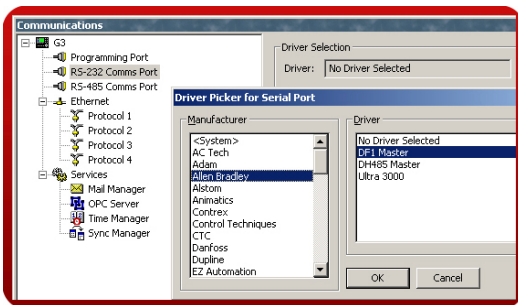 Communications
G3
Programming Port
RS-232 Comms Port
RS-485 Comms Port
Ethernet
Protocol 1
Protocol 2
Protocol 3
Protocol 4
Services
Mail Manager
OPC Server
Time Manager
Sync Manager
Driver Selection
Driver: No Driver Selected
Driver Picker for Serial Port
Manufacturer
<System>
AC Tech
Adam
Allen Bradley
Alstom
Animatics
Contrex
Control Techniques
CTC
Danfoss
Dupline
EZ Automation
Driver
No Driver Selected
DF1 Master
DH485 Master
Ultra 3000
OK Cancel